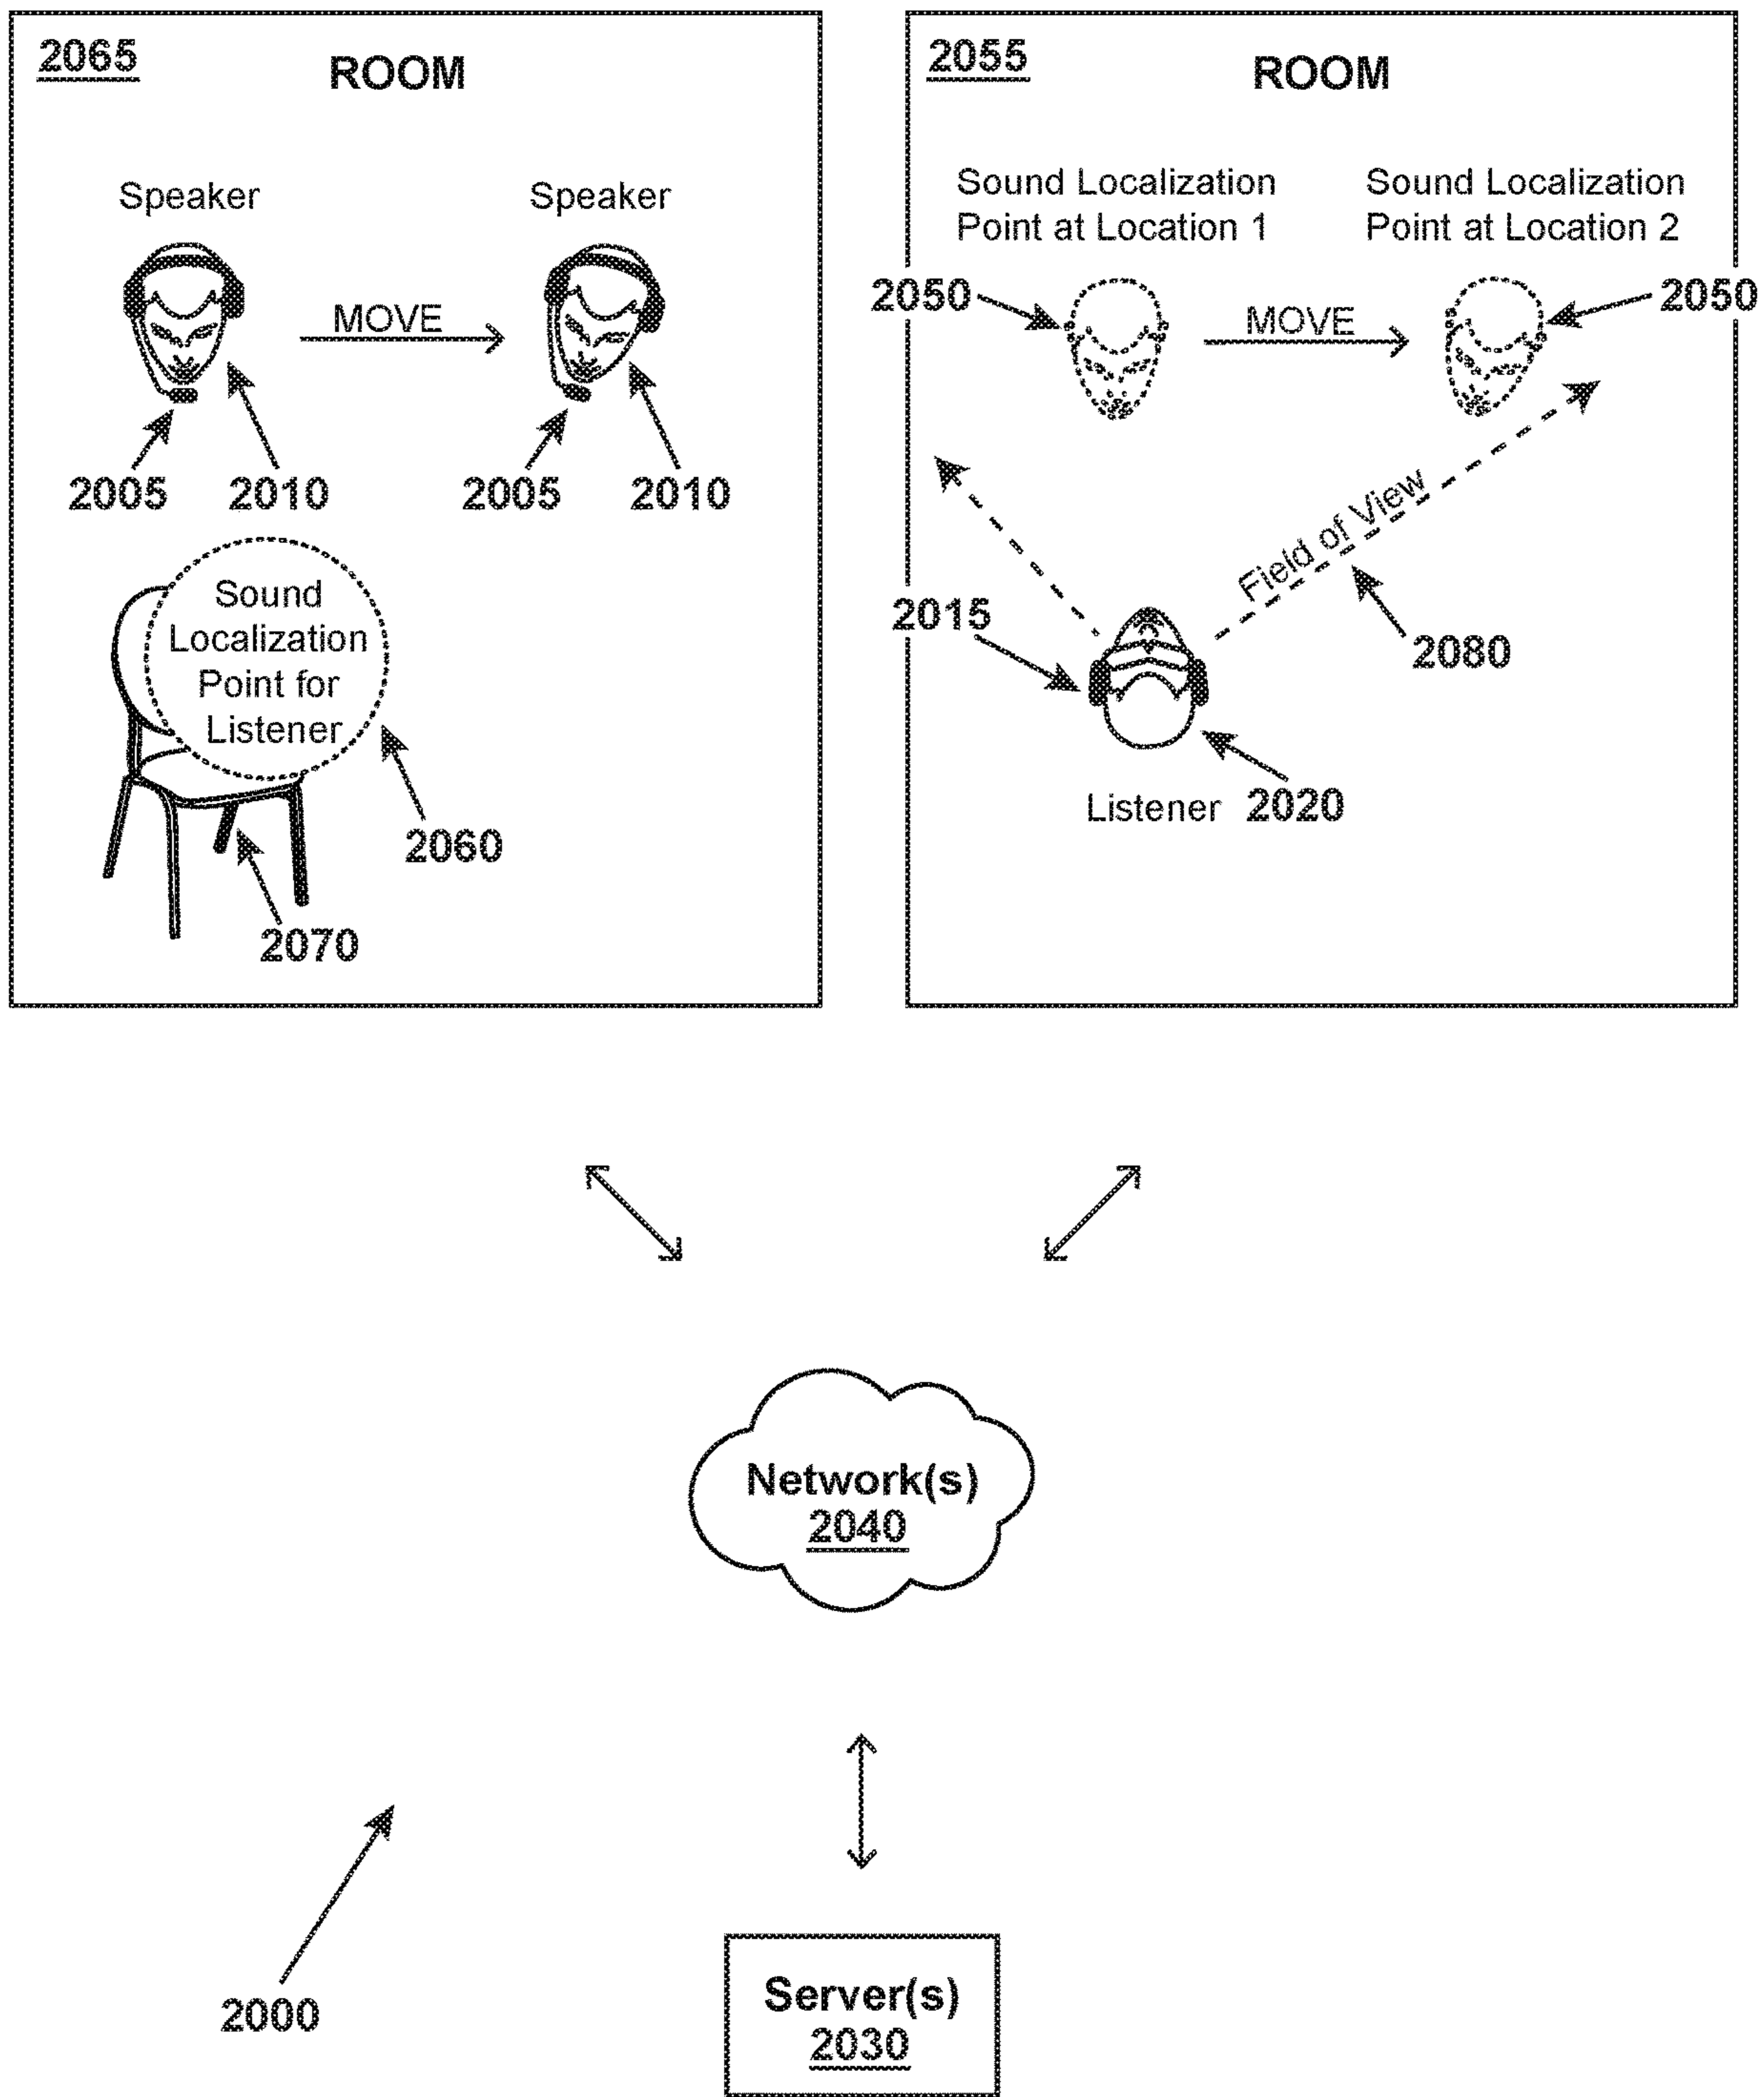 2065
ROOM
Speaker
Speaker
MOVE
2005
2010
2005
2010
Sound
Localization
Point for
Listener
2060
2070
2055
ROOM
Sound Localization
Point at Location 1
Sound Localization
Point at Location 2
2050
MOVE
2050
Field of View
2015
2080
Listener 2020
Network(s)
2040
2000
Server(s)
2030